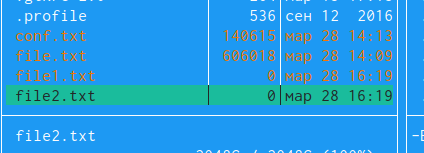 .profile 536 сен 12 2016
conf.txt 140615 мар 28 14:13
file.txt 606018 мар 28 14:09
file1.txt 0 мар 28 16:19
file2.txt 0 мар 28 16:19
file2.txt